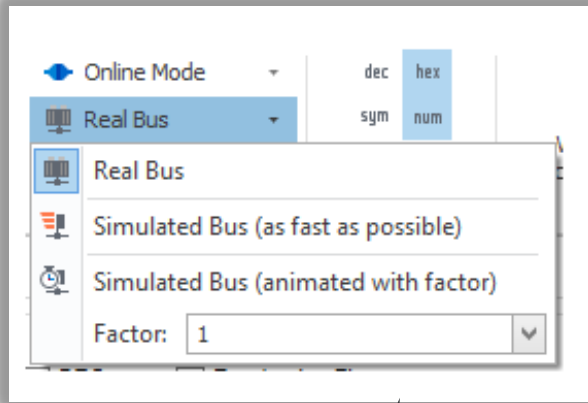 Online Mode dec hex
Real Bus sym num
Real Bus
Simulated Bus (as fast as possible)
Simulated Bus (animated with factor)
Factor: 1